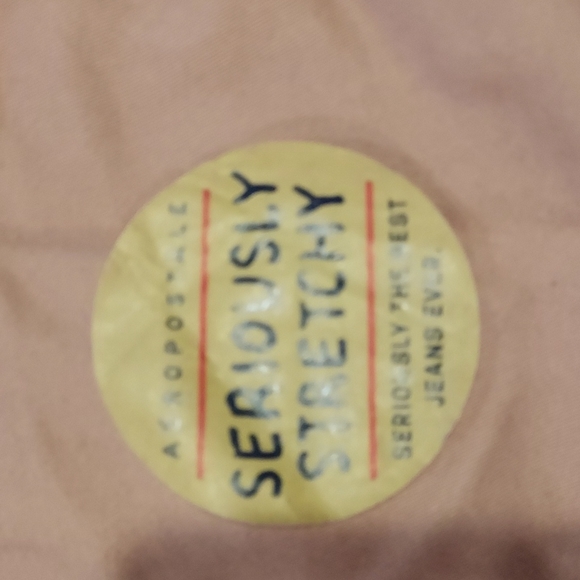 AEROPOSTALE
SERIOUSLY
STRETCHY
SERIOUSLY THE BEST
JEANS EVER.